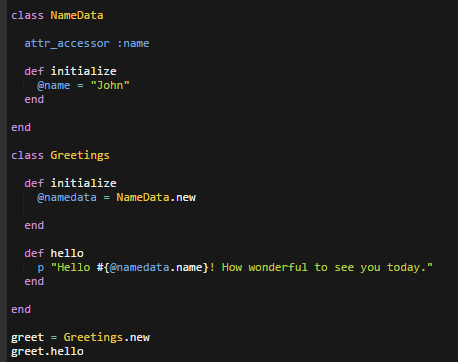 class NameData
attr_accessor :name
def initialize
@name = "John"
end
end
class Greetings
def initialize
@namedata = NameData.new
end
def hello
p "Hello #{@namedata.name}! How wonderful to see you today."
end
end
greet = Greetings.new
greet.hello